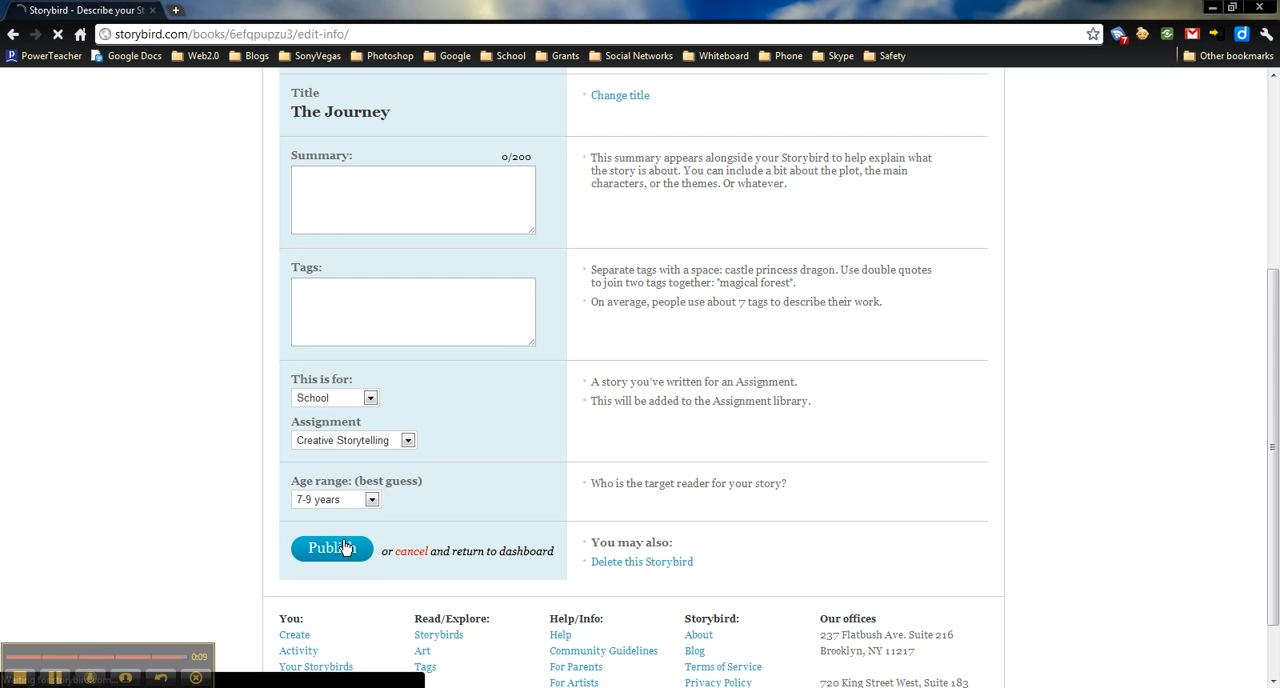 Storybird - Describe your St
storybird.com/books/6efqpupzu3/edit-info/
PowerTeacher Google Docs Web2.0 Blogs SonyVegas Photoshop Google School Grants Social Networks Whiteboard Phone Skype Safety Other bookmarks
Title
The Journey
Change title
Summary: 0/200
This summary appears alongside your Storybird to help explain what
the story is about. You can include a bit about the plot, the main
characters, or the themes. Or whatever.
Tags:
Separate tags with a space: castle princess dragon. Use double quotes
to join two tags together: "magical forest".
On average, people use about 7 tags to describe their work.
This is for:
School
A story you've written for an Assignment.
This will be added to the Assignment library.
Assignment
Creative Storytelling
Age range: (best guess)
7-9 years
Who is the target reader for your story?
Publish or cancel and return to dashboard
You may also:
Delete this Storybird
You: Read/Explore: Help/Info: Storybird: Our offices
Create Storybirds Help About 237 Flatbush Ave. Suite 216
Activity Art Community Guidelines Blog Brooklyn, NY 11217
Your Storybirds Tags For Parents Terms of Service
For Artists Privacy Policy 720 King Street West, Suite 183
0:09
Waiting for storybird.com...